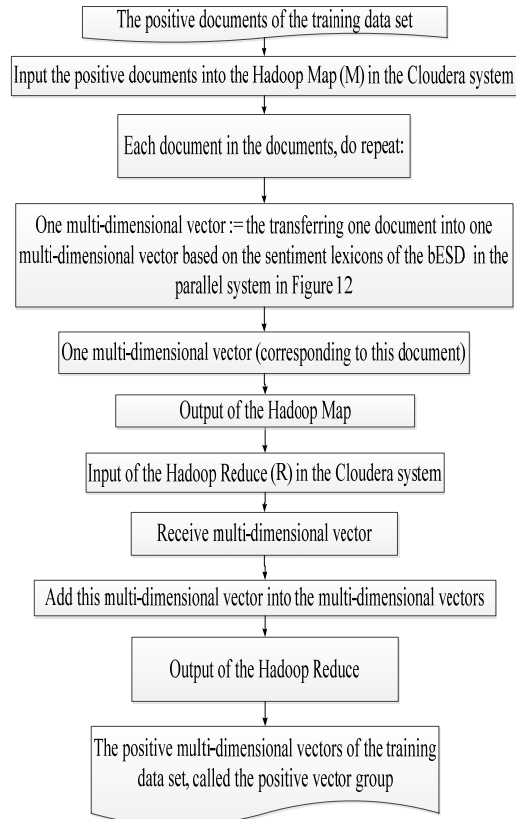 The positive documents of the training data set
Input the positive documents into the Hadoop Map (M) in the Cloudera system
Each document in the documents, do repeat:
One multi-dimensional vector := the transferring one document into one
multi-dimensional vector based on the sentiment lexicons of the bESD in the
parallel system in Figure 12
One multi-dimensional vector (corresponding to this document)
Output of the Hadoop Map
Input of the Hadoop Reduce (R) in the Cloudera system
Receive multi-dimensional vector
Add this multi-dimensional vector into the multi-dimensional vectors
Output of the Hadoop Reduce
The positive multi-dimensional vectors of the training
data set, called the positive vector group